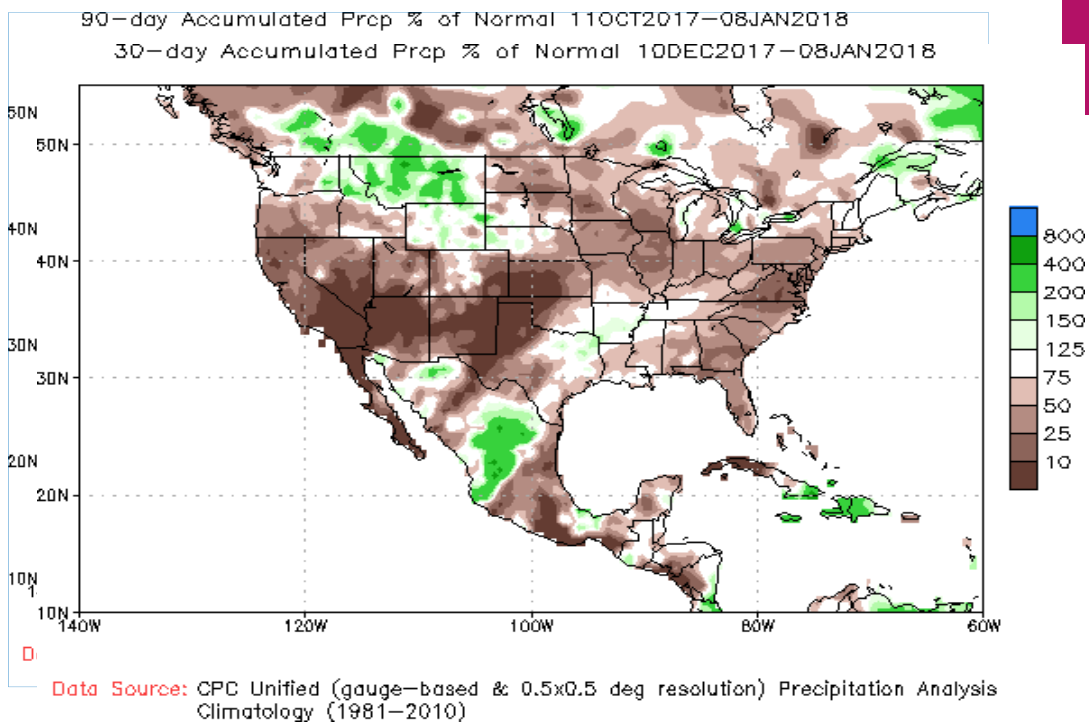 90-day Accumulated Prcp % of Normal 11OCT2017-08JAN2018
30-day Accumulated Prcp % of Normal 10DEC2017-08JAN2018
50N
50N
40N
40N
30N
30N
20N
20N
10N
10N
140W
120W
100W
80W
60W
800
400
200
150
125
75
50
25
10
Data Source: CPC Unified (gauge-based & 0.5x0.5 deg resolution) Precipitation Analysis
Climatology (1981-2010)